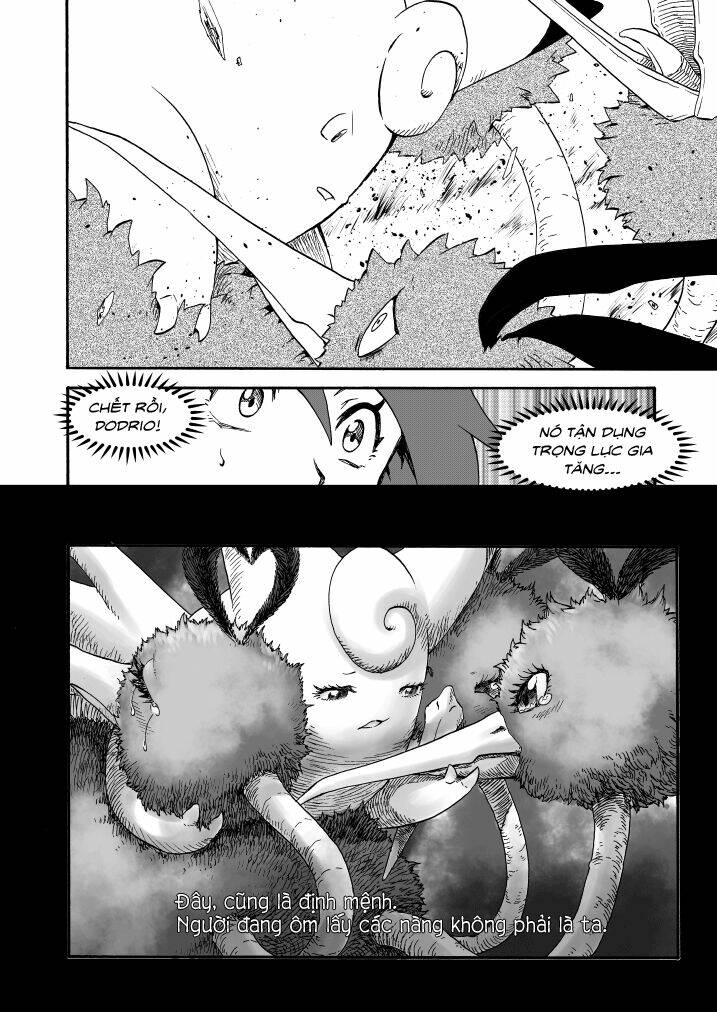 CHẾT RỒI,
DODRIO!
NÓ TẬN DỤNG
TRỌNG LỰC GIA
TĂNG...
Đây, cũng là định mệnh.
Người đang ôm lấy các nàng không phải là ta.